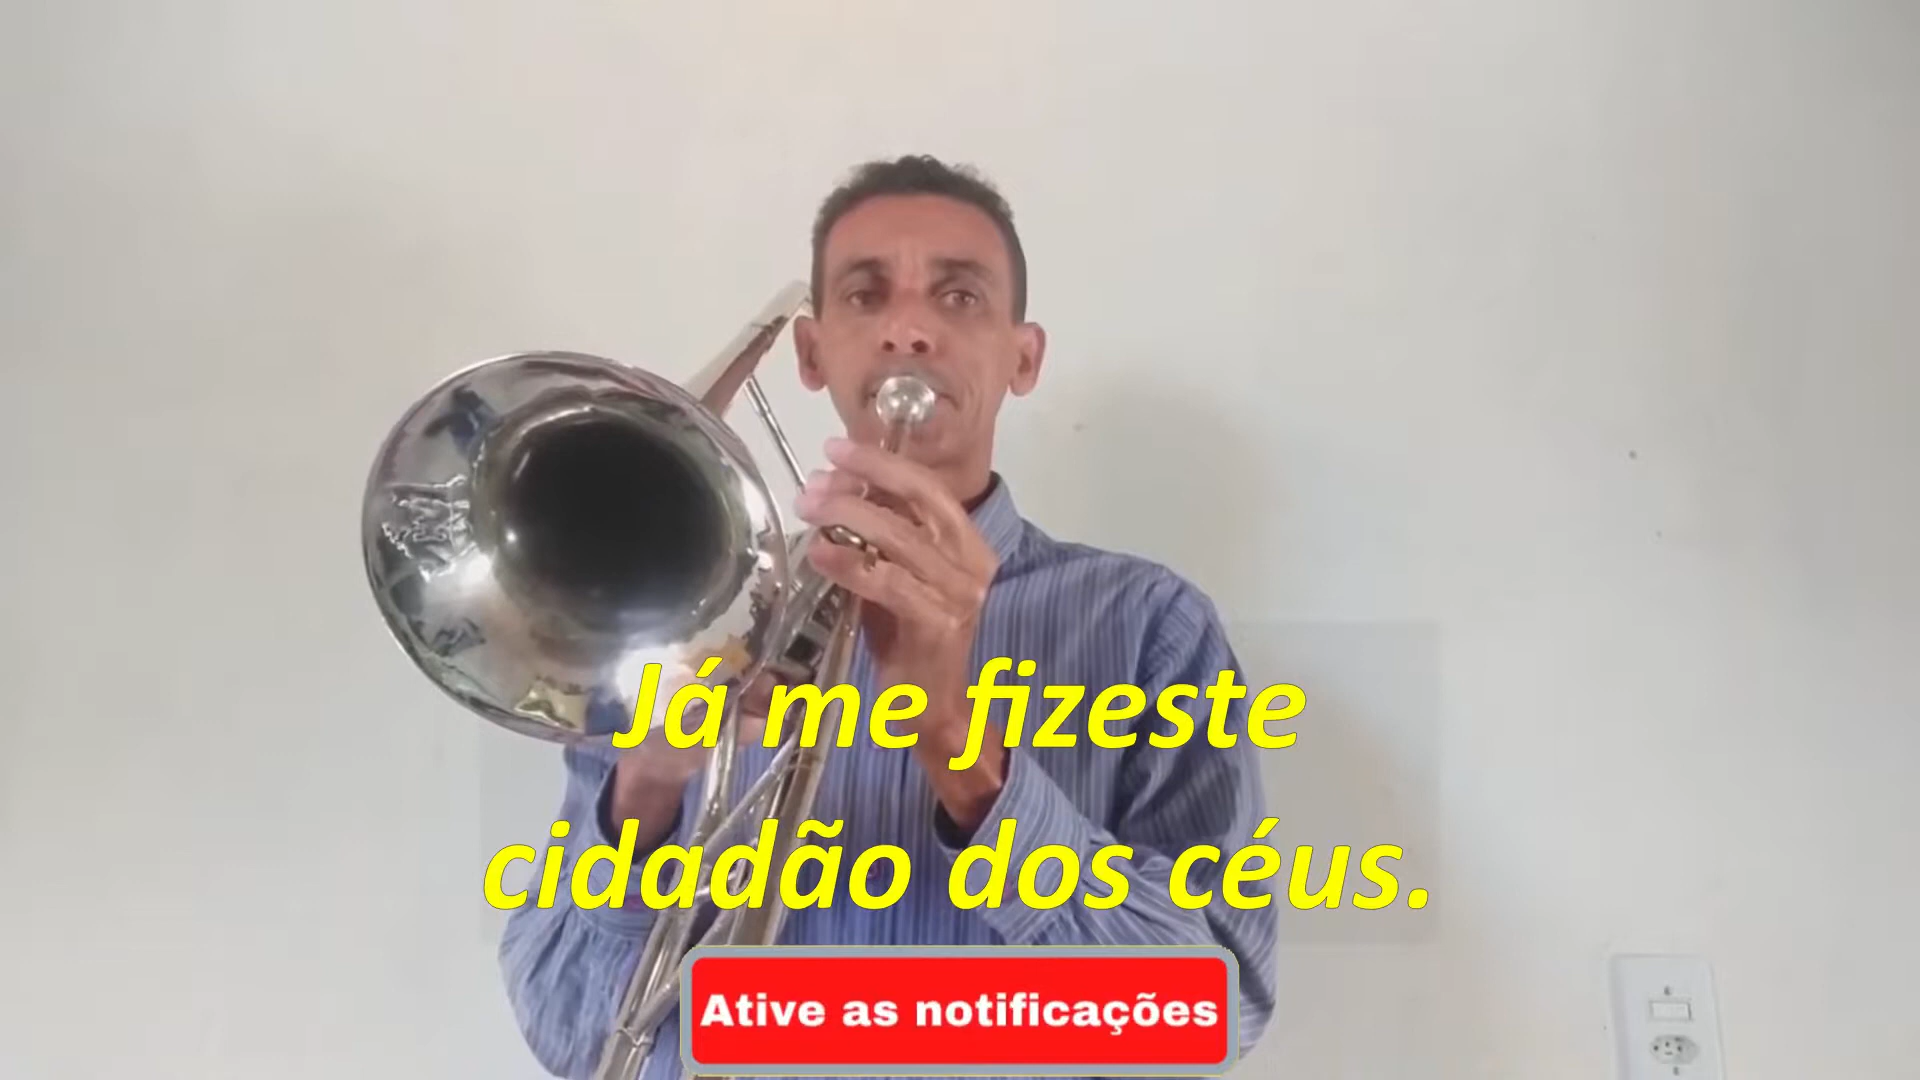 Já me fizeste
cidadão dos céus.
Ative as notificações